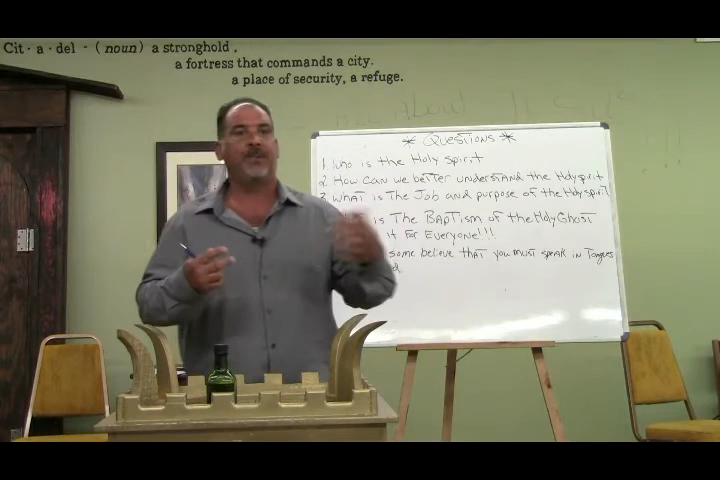 Cit · a · del - ( noun ) a stronghold,
a fortress that commands a city.
a place of security, a refuge.
All About
* Questions *
1 who is the Holy spirit
2 How Can we better understand the Holy spirit
3 What is The Job and purpose of the Holy spirit
is The Baptism of the Holy Ghost
it For Everyone!!!
some believe that you must speak in Tongues